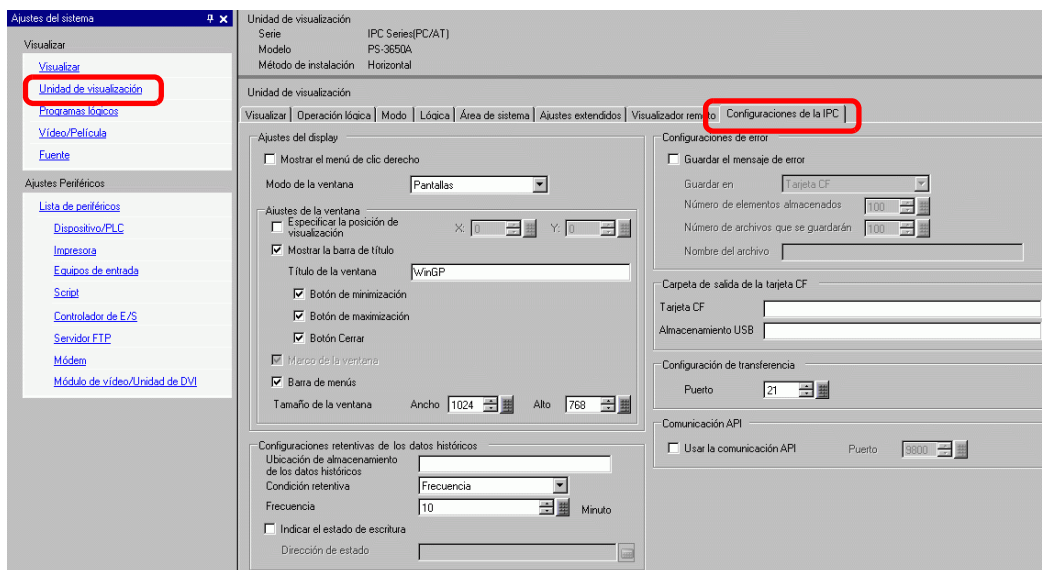 Ajustes del sistema
Visualizar
Visualizar
Unidad de visualización
Programas lógicos
Vídeo/Película
Fuente
Ajustes Periféricos
Lista de periféricos
Dispositivo/PLC
Impresora
Equipos de entrada
Script
Controlador de E/S
Servidor FTP
Módem
Módulo de vídeo/Unidad de DVI
Unidad de visualización
Serie IPC Series(PC/AT)
Modelo PS-3650A
Método de instalación Horizontal
Unidad de visualización
Visualizar Operación lógica Modo Lógica Área de sistema Ajustes extendidos Visualizador remoto Configuraciones de la IPC
Ajustes del display
Mostrar el menú de clic derecho
Modo de la ventana Pantallas
Ajustes de la ventana
Especificar la posición de
visualización X: 0 Y: 0
Mostrar la barra de título
Título de la ventana WinGP
Botón de minimización
Botón de maximización
Botón Cerrar
Marco de la ventana
Barra de menús
Tamaño de la ventana Ancho 1024 Alto 768
Configuraciones retentivas de los datos históricos
Ubicación de almacenamiento
de los datos históricos
Condición retentiva Frecuencia
Frecuencia 10 Minuto
Indicar el estado de escritura
Dirección de estado
Configuraciones de error
Guardar el mensaje de error
Guardar en Tarjeta CF
Número de elementos almacenados 100
Número de archivos que se guardarán 100
Nombre del archivo
Carpeta de salida de la tarjeta CF
Tarjeta CF
Almacenamiento USB
Configuración de transferencia
Puerto 21
Comunicación API
Usar la comunicación API Puerto 9800